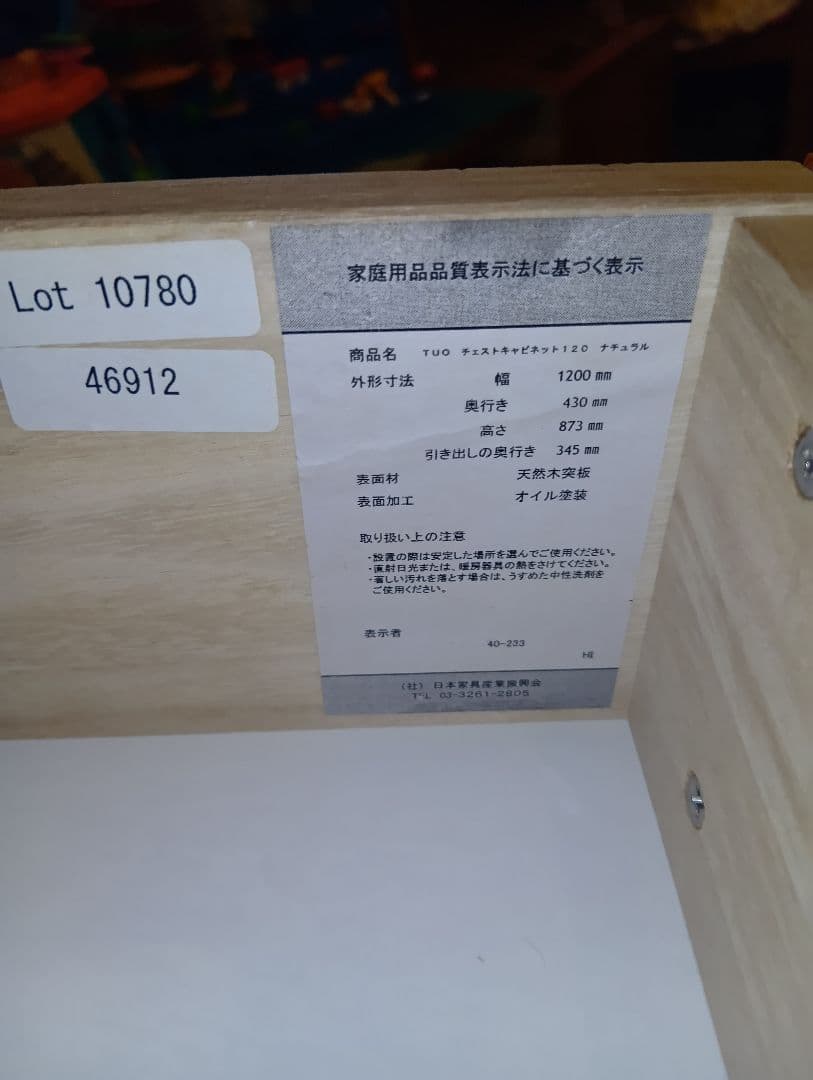 Lot 10780
46912
家庭用品品質表示法に基づく表示
商品名 TUO チェストキャビネット120 ナチュラル
外形寸法 幅 1200 mm
奥行き 430 mm
高さ 873 mm
引き出しの奥行き 345 mm
表面材 天然木突板
表面加工 オイル塗装
取り扱い上の注意
・設置の際は安定した場所を選んでご使用ください。
・直射日光または、暖房器具の熱をさけてください。
・著しい汚れを落とす場合は、うすめた中性洗剤を
ご使用ください。
表示者
40-233
(社) 日本家具産業振興会
TEL 03-3261-2805